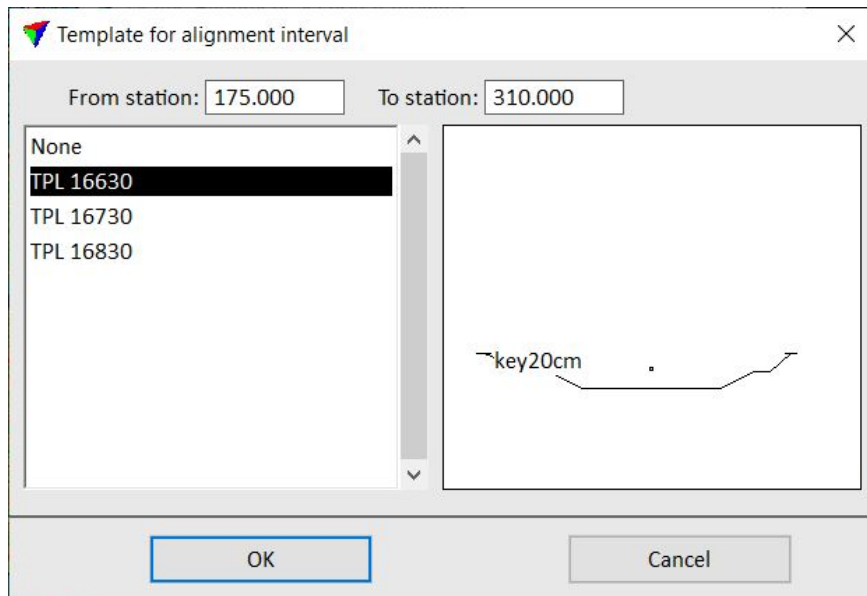 Template for alignment interval
From station: 175.000 To station: 310.000
None
TPL 16630
TPL 16730
TPL 16830
key20cm
OK Cancel